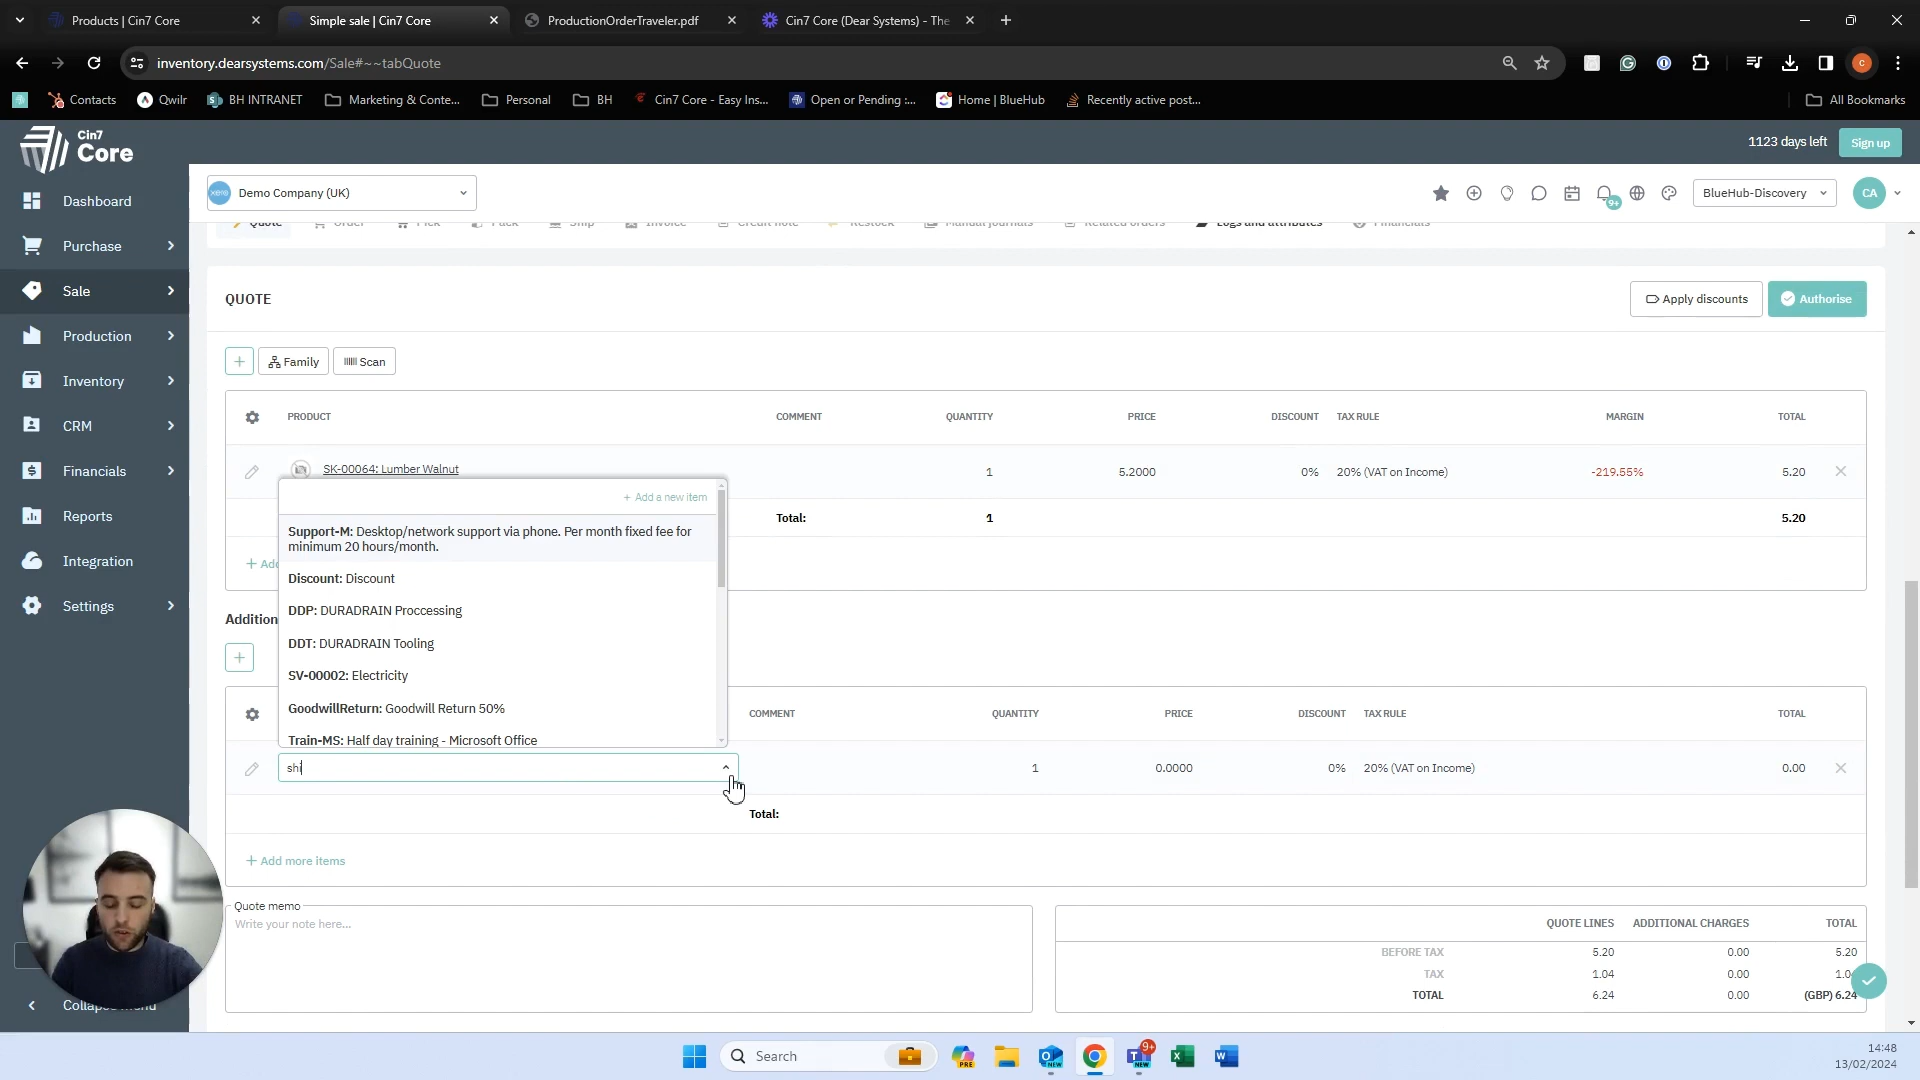 Products | Cin7 Core
Simple sale | Cin7 Core
ProductionOrderTraveler.pdf
Cin7 Core (Dear Systems) - The
inventory.dearsystems.com/Sale#~~tabQuote
Contacts
Qwilr
BH INTRANET
Marketing & Conte...
Personal
BH
Cin7 Core - Easy Ins...
Open or Pending :...
Home | BlueHub
Recently active post...
All Bookmarks
Cin7
Core
1123 days left
Sign up
Dashboard
Purchase
Sale
Production
Inventory
CRM
Financials
Reports
Integration
Settings
xero
Demo Company (UK)
9+
BlueHub-Discovery
CA
Quote
Order
Pick
Pack
Ship
Invoice
Credit note
Restock
Manual journals
Related orders
Logs and attributes
Financials
QUOTE
Apply discounts
Authorise
Family
Scan
PRODUCT COMMENT QUANTITY PRICE DISCOUNT TAX RULE MARGIN TOTAL
SK-00064: Lumber Walnut 1 5.2000 0% 20% (VAT on Income) -219.55% 5.20
Total: 1 5.20
+ Add
Addition
+ Add a new item
Support-M: Desktop/network support via phone. Per month fixed fee for
minimum 20 hours/month.
Discount: Discount
DDP: DURADRAIN Proccessing
DDT: DURADRAIN Tooling
SV-00002: Electricity
GoodwillReturn: Goodwill Return 50%
Train-MS: Half day training - Microsoft Office
COMMENT QUANTITY PRICE DISCOUNT TAX RULE TOTAL
shi 1 0.0000 0% 20% (VAT on Income) 0.00
Total:
+ Add more items
Quote memo
Write your note here...
QUOTE LINES ADDITIONAL CHARGES TOTAL
BEFORE TAX 5.20 0.00 5.20
TAX 1.04 0.00 1.0
TOTAL 6.24 0.00 (GBP) 6.24
Search
PRE
NEW
9+
NEW
14:48
13/02/2024